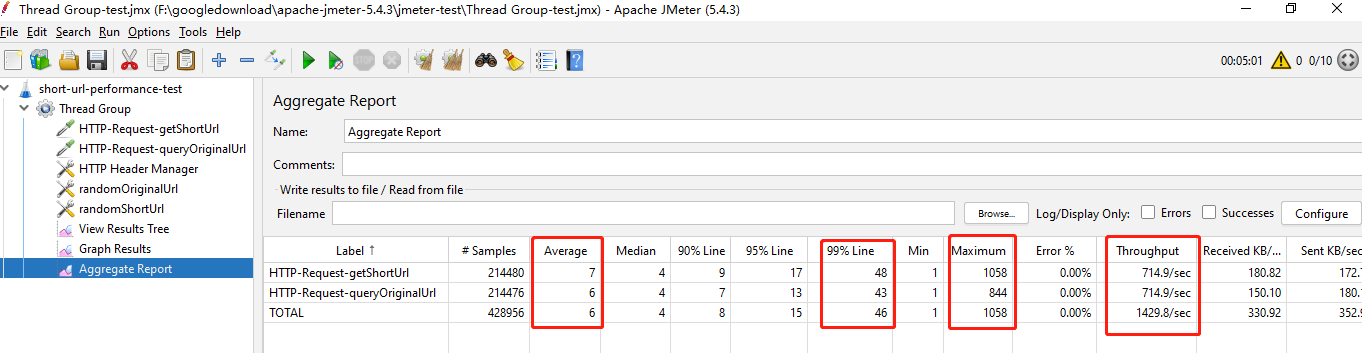 Thread Group-test.jmx (F:\googledownload\apache-jmeter-5.4.3\jmeter-test\Thread Group-test.jmx) - Apache JMeter (5.4.3)
File Edit Search Run Options Tools Help
STOP 00:05:01 0 0/10
short-url-performance-test
Thread Group
HTTP-Request-getShortUrl
HTTP-Request-queryOriginalUrl
HTTP Header Manager
randomOriginalUrl
randomShortUrl
View Results Tree
Graph Results
Aggregate Report
Aggregate Report
Name: Aggregate Report
Comments:
Write results to file / Read from file
Filename Browse... Log/Display Only: Errors Successes Configure
Label ↑ # Samples Average Median 90% Line 95% Line 99% Line Min Maximum Error % Throughput Received KB/... Sent KB/sec
HTTP-Request-getShortUrl 214480 7 4 9 17 48 1 1058 0.00% 714.9/sec 180.82 172.
HTTP-Request-queryOriginalUrl 214476 6 4 7 13 43 1 844 0.00% 714.9/sec 150.10 180.
TOTAL 428956 6 4 8 15 46 1 1058 0.00% 1429.8/sec 330.92 352.